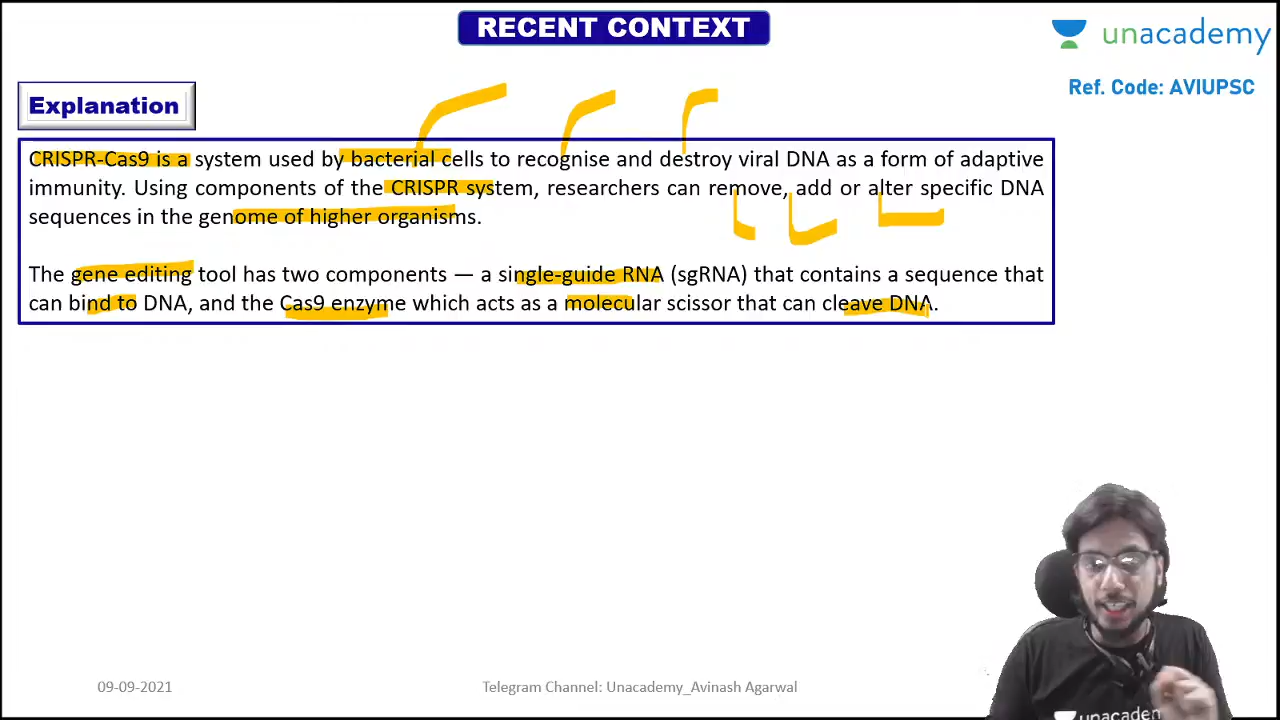 RECENT CONTEXT
unacademy
Ref. Code: AVIUPSC
Explanation
CRISPR-Cas9 is a system used by bacterial cells to recognise and destroy viral DNA as a form of adaptive
immunity. Using components of the CRISPR system, researchers can remove, add or alter specific DNA
sequences in the genome of higher organisms.
The gene editing tool has two components — a single-guide RNA (sgRNA) that contains a sequence that
can bind to DNA, and the Cas9 enzyme which acts as a molecular scissor that can cleave DNA.
09-09-2021
Telegram Channel: Unacademy_Avinash Agarwal
unacademy